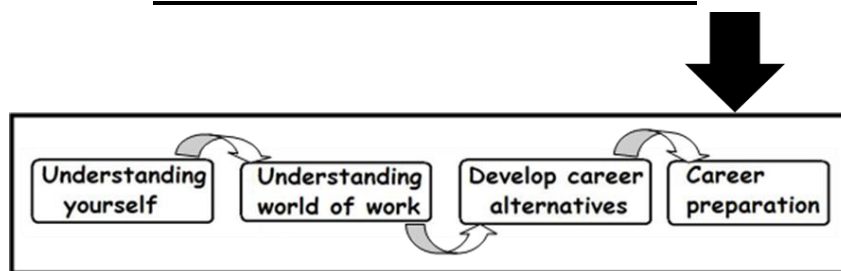 Understanding
yourself
Understanding
world of work
Develop career
alternatives
Career
preparation